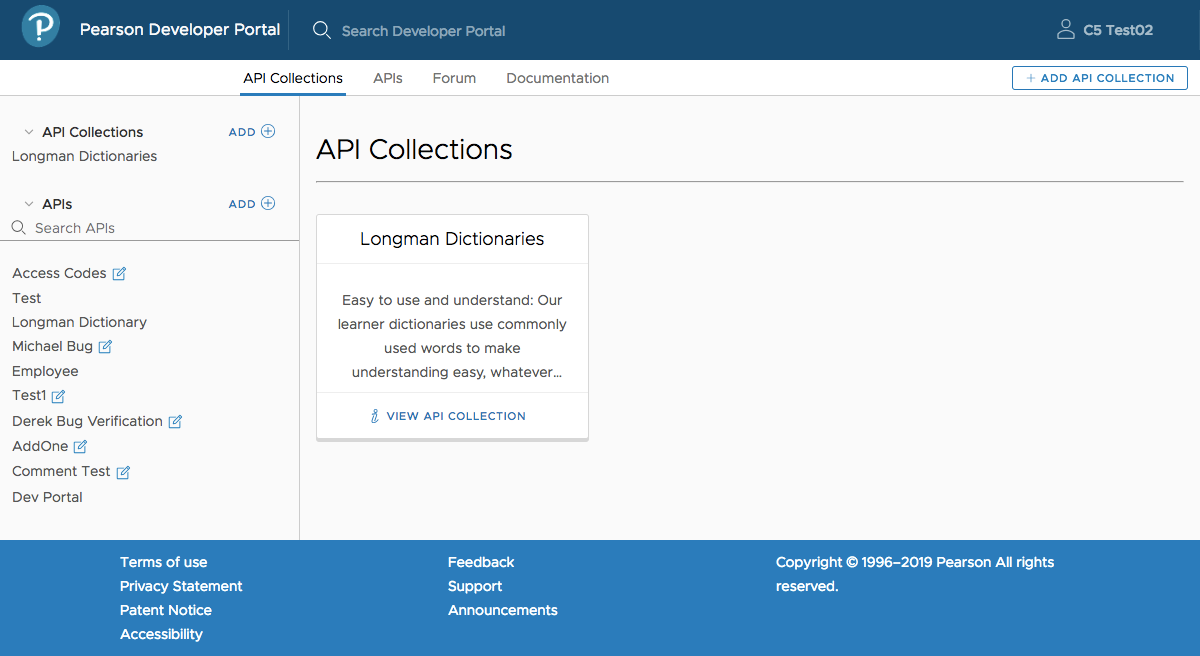 Pearson Developer Portal
Search Developer Portal
C5 Test02
API Collections
APIs
Forum
Documentation
+ ADD API COLLECTION
API Collections
ADD
Longman Dictionaries
APIs
ADD
Search APIs
Access Codes
Test
Longman Dictionary
Michael Bug
Employee
Test1
Derek Bug Verification
AddOne
Comment Test
Dev Portal
API Collections
Longman Dictionaries
Easy to use and understand: Our
learner dictionaries use commonly
used words to make
understanding easy, whatever...
VIEW API COLLECTION
Terms of use
Privacy Statement
Patent Notice
Accessibility
Feedback
Support
Announcements
Copyright © 1996–2019 Pearson All rights
reserved.